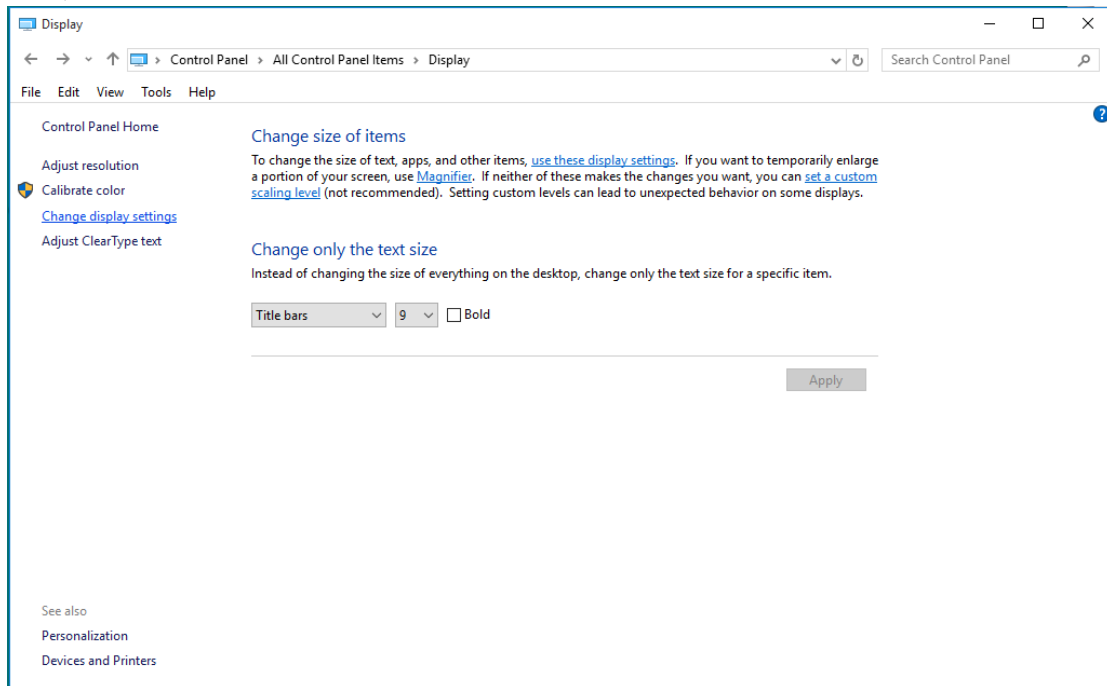 Display
Control Panel > All Control Panel Items > Display
Search Control Panel
File Edit View Tools Help
Control Panel Home
Adjust resolution
Calibrate color
Change display settings
Adjust ClearType text
Change size of items
To change the size of text, apps, and other items, use these display settings. If you want to temporarily enlarge
a portion of your screen, use Magnifier. If neither of these makes the changes you want, you can set a custom
scaling level (not recommended). Setting custom levels can lead to unexpected behavior on some displays.
Change only the text size
Instead of changing the size of everything on the desktop, change only the text size for a specific item.
Title bars 9 Bold
Apply
See also
Personalization
Devices and Printers